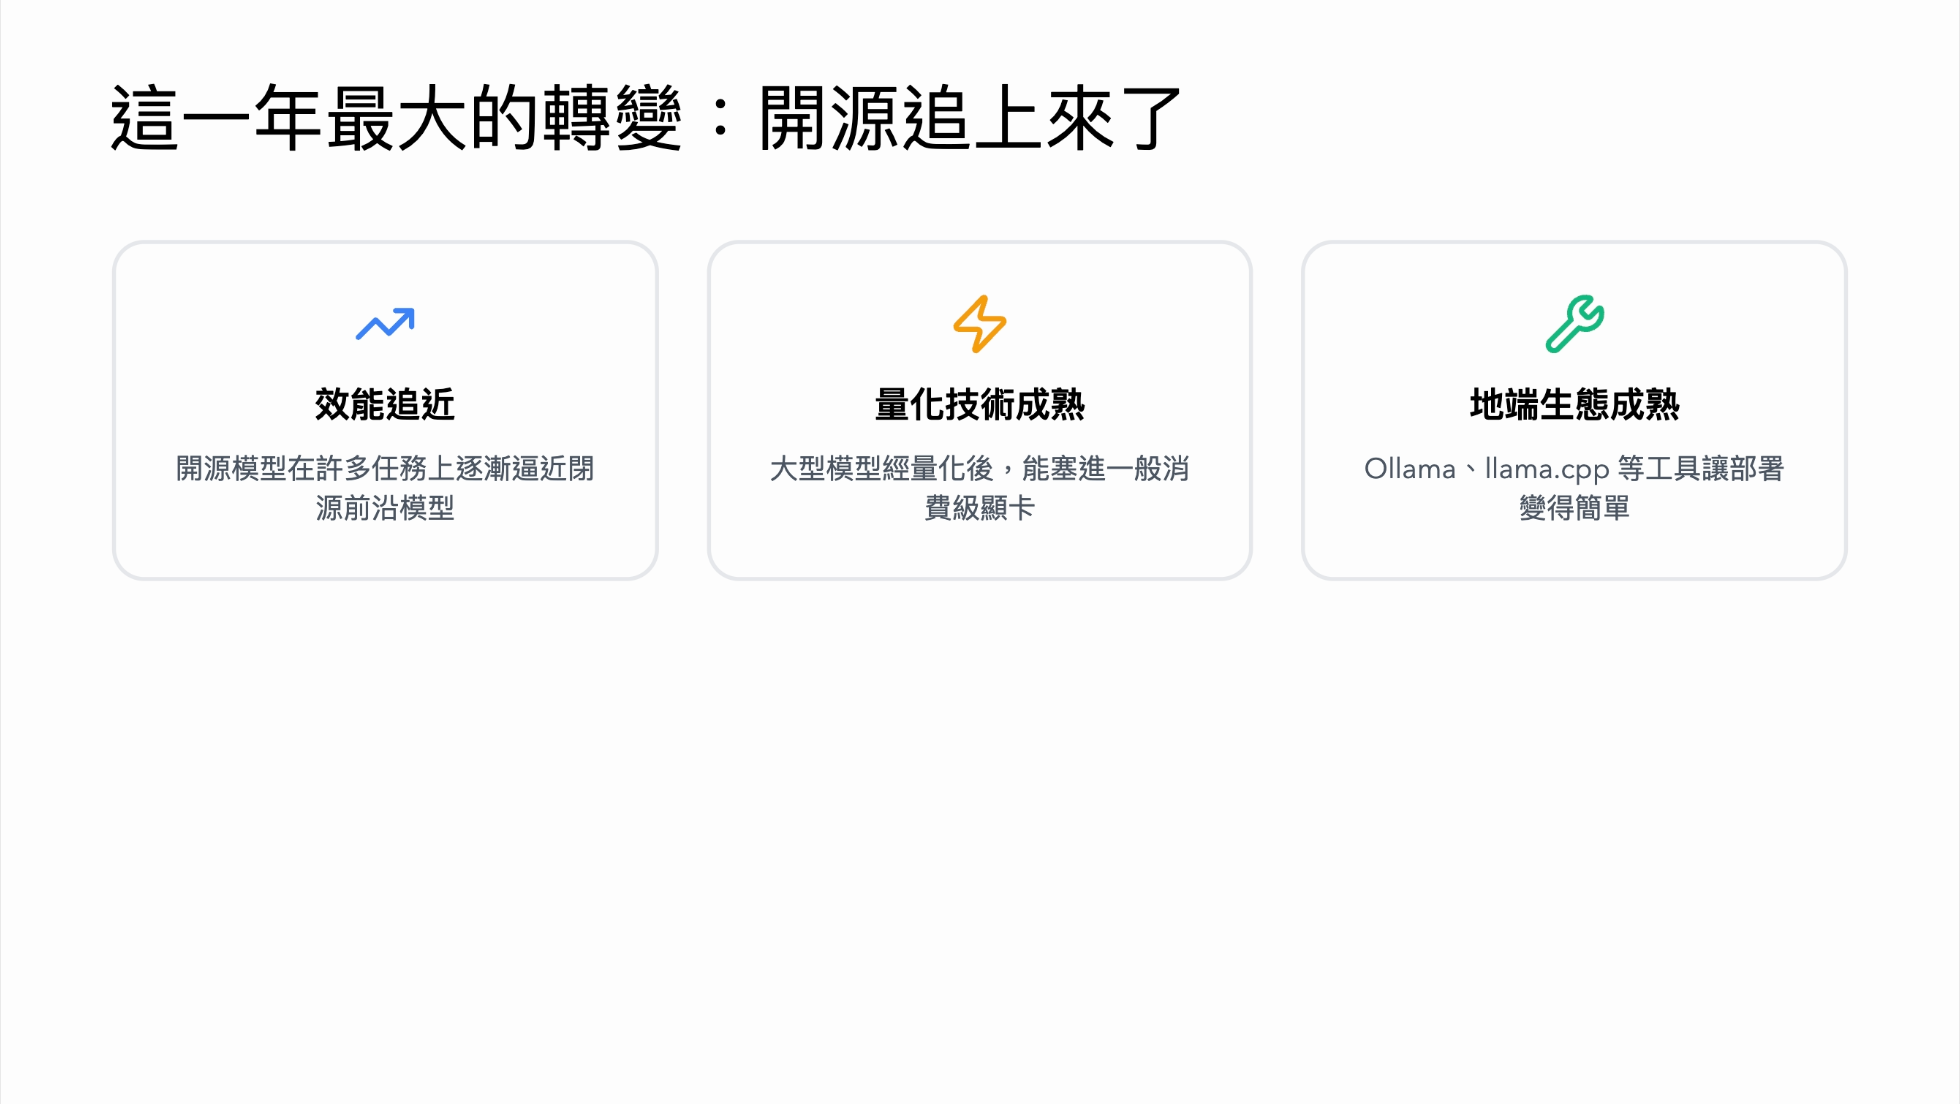 這一年最大的轉變：開源追上來了
效能追近
開源模型在許多任務上逐漸逼近閉
源前沿模型
量化技術成熟
大型模型經量化後，能塞進一般消
費級顯卡
地端生態成熟
Ollama、llama.cpp 等工具讓部署
變得簡單